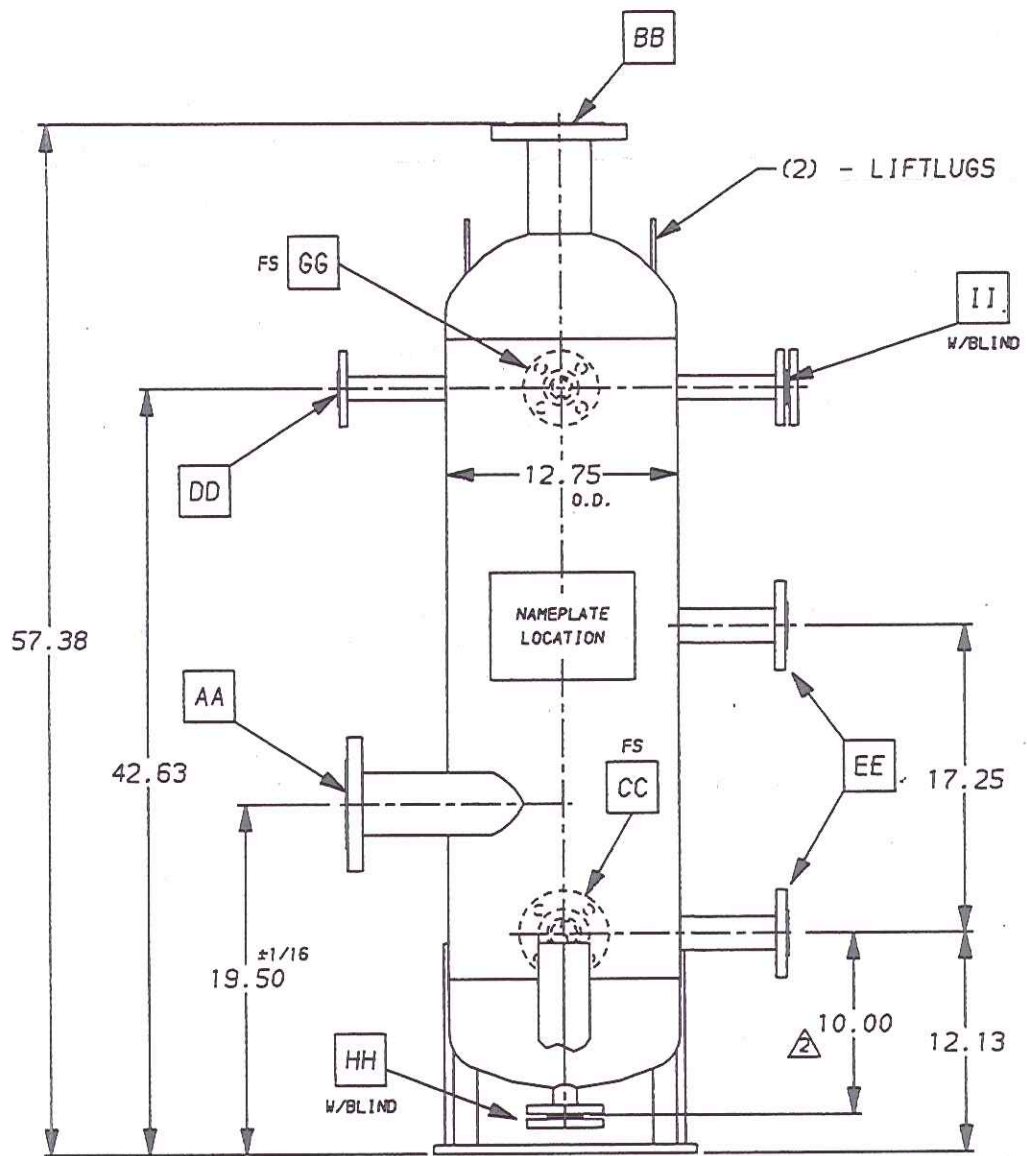 BB
(2) - LIFTLUGS
FS GG
II
W/BLIND
DD
12.75
O.D.
NAMEPLATE
LOCATION
57.38
AA
FS
CC
EE
42.63
17.25
±1/16
19.50
10.00
2
12.13
HH
W/BLIND